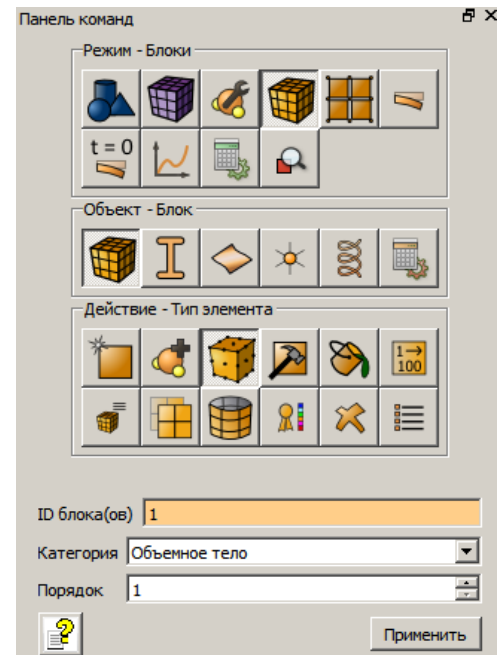 Панель команд
Режим - Блоки
t = 0
Объект - Блок
Действие - Тип элемента
1→
100
ID блока(ов) 1
Категория Объемное тело
Порядок 1
Применить